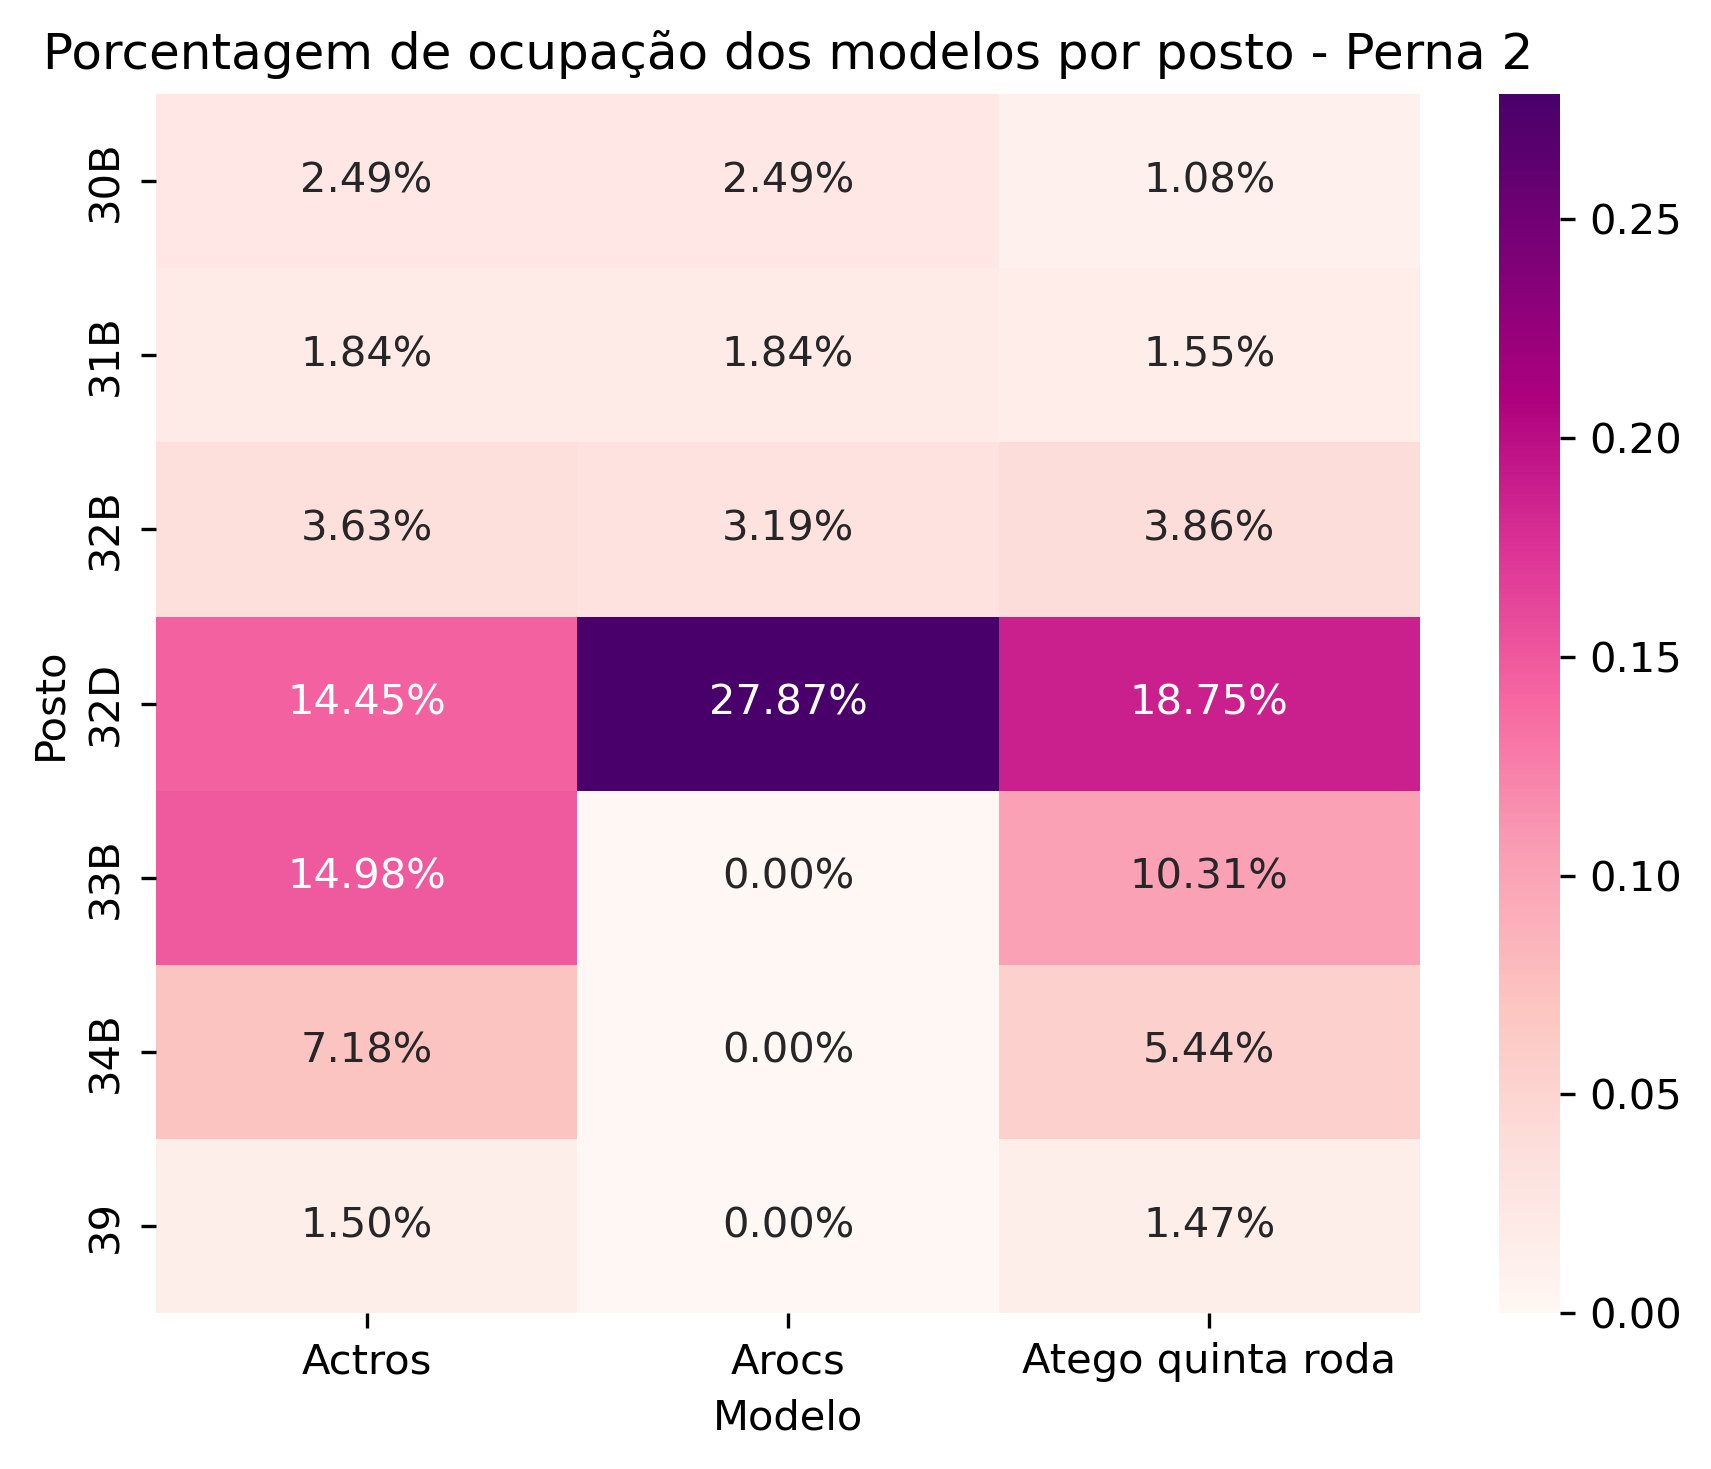 Porcentagem de ocupação dos modelos por posto - Perna 2
30B 2.49% 2.49% 1.08%
31B 1.84% 1.84% 1.55%
32B 3.63% 3.19% 3.86%
32D 14.45% 27.87% 18.75%
33B 14.98% 0.00% 10.31%
34B 7.18% 0.00% 5.44%
39 1.50% 0.00% 1.47%
Posto
Actros Arocs Atego quinta roda
Modelo
0.25
0.20
0.15
0.10
0.05
0.00